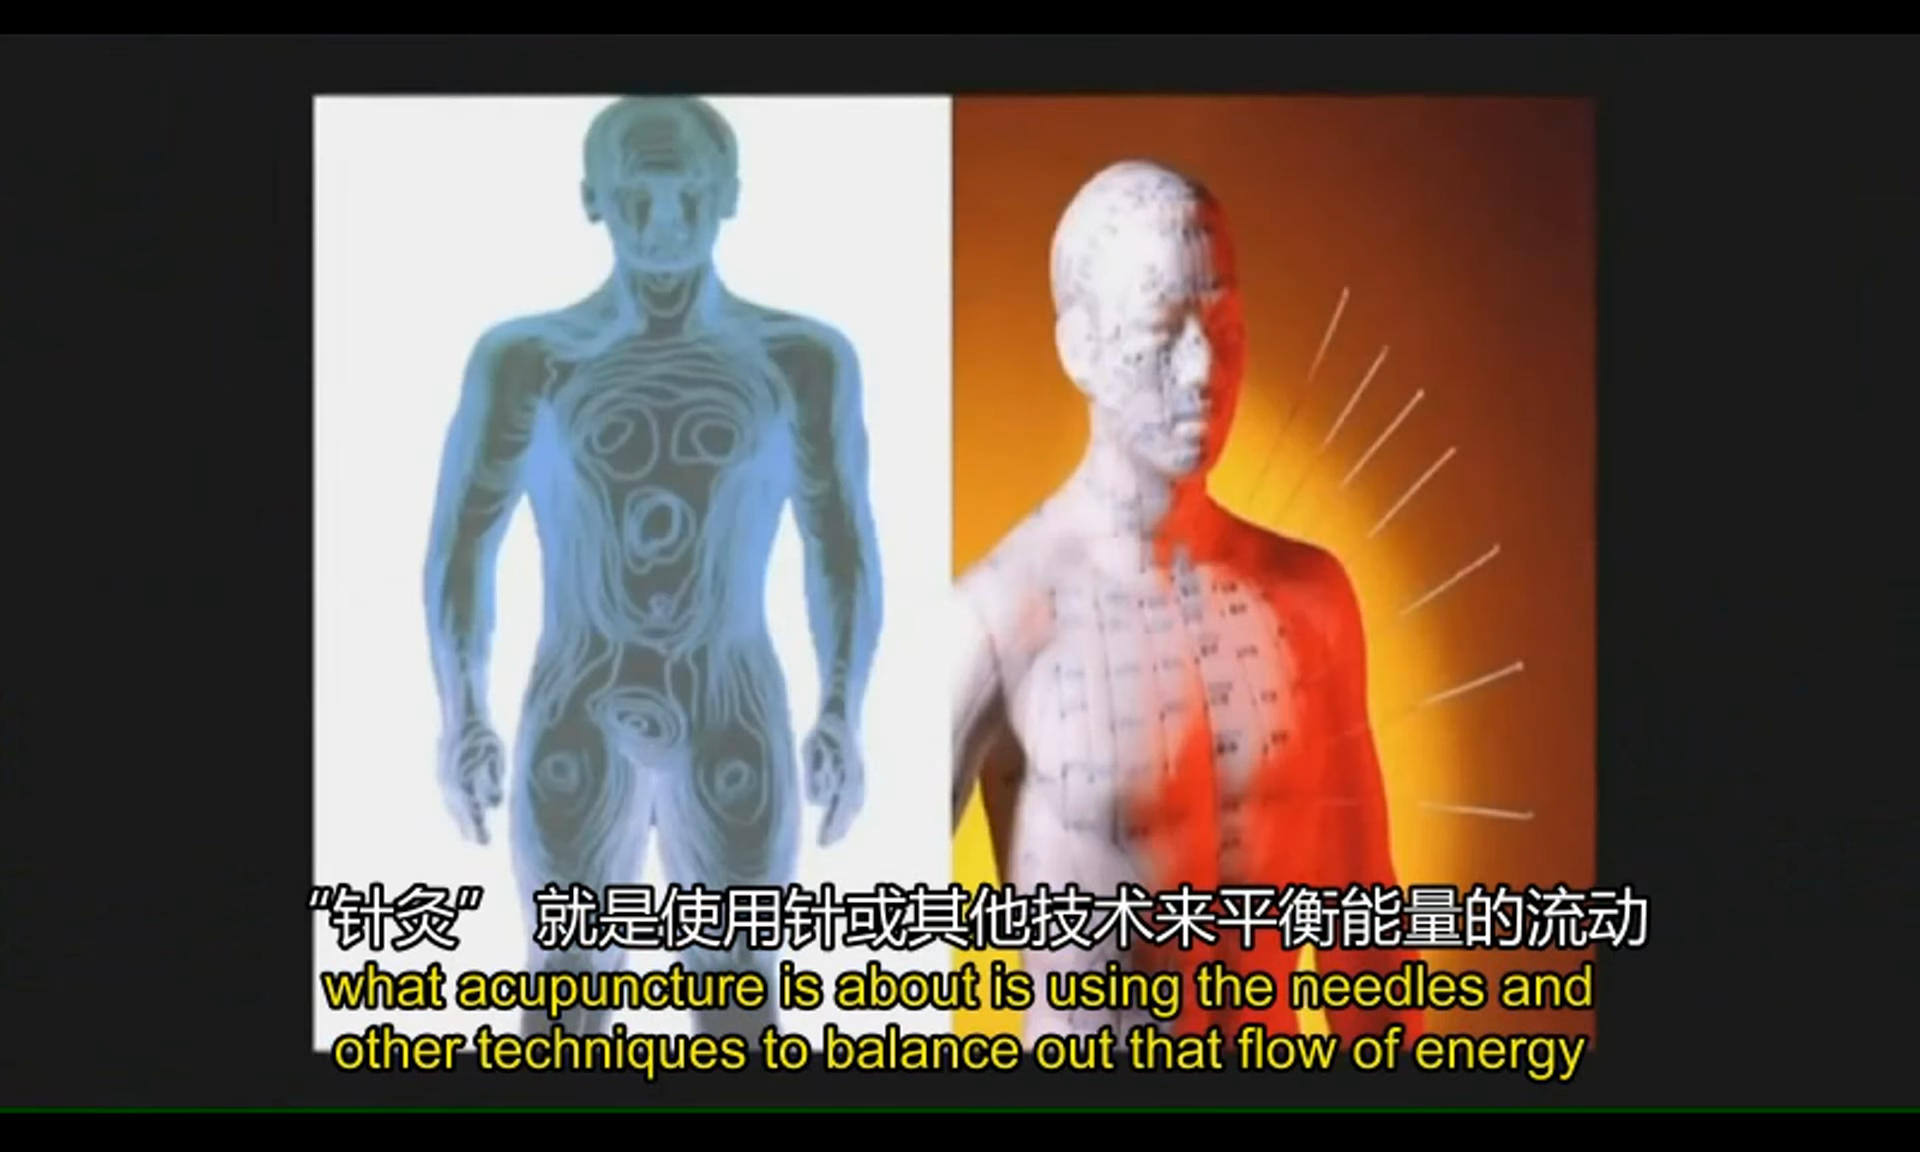 “针灸” 就是使用针或其他技术来平衡能量的流动
what acupuncture is about is using the needles and
other techniques to balance out that flow of energy